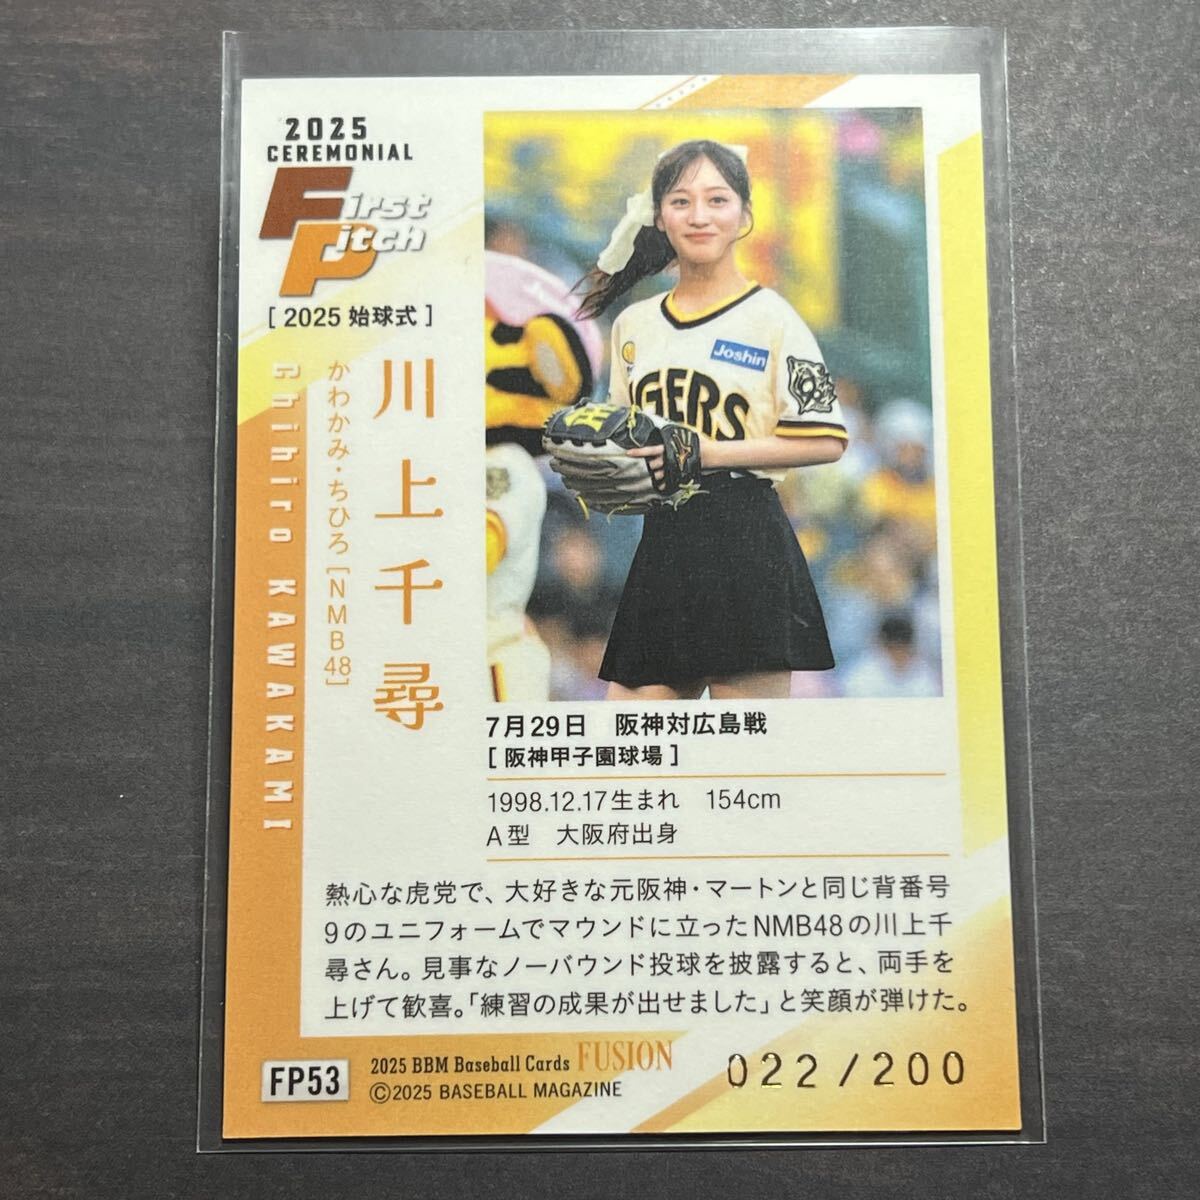 2025
CEREMONIAL
First
Pitch
[ 2025 始球式 ]
川上千尋
かわかみ・ちひろ [NMB48]
Chihiro KAWAKAMI
Joshin
TIGERS
7月29日 阪神対広島戦
[ 阪神甲子園球場 ]
1998.12.17生まれ 154cm
A型 大阪府出身
熱心な虎党で、大好きな元阪神・マートンと同じ背番号
9のユニフォームでマウンドに立ったNMB48の川上千
尋さん。見事なノーバウンド投球を披露すると、両手を
上げて歓喜。「練習の成果が出せました」と笑顔が弾けた。
FP53
2025 BBM Baseball Cards FUSION
©2025 BASEBALL MAGAZINE
022/200